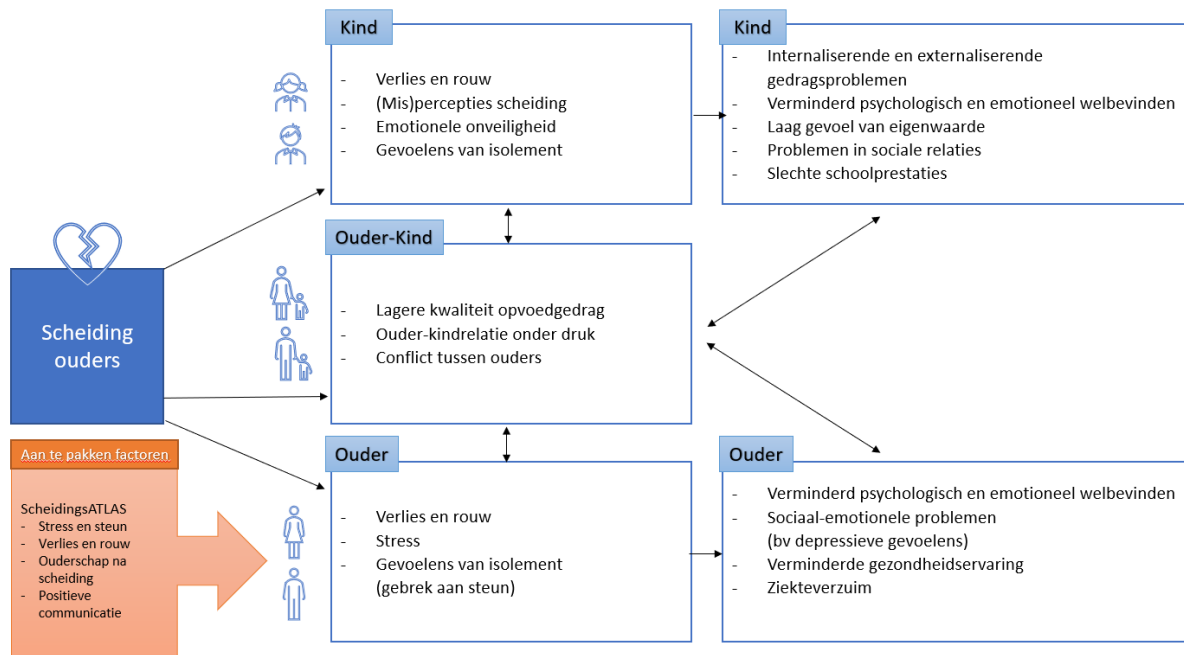 Kind
- Verlies en rouw
- (Mis)percepties scheiding
- Emotionele onveiligheid
- Gevoelens van isolement
Kind
- Internaliserende en externaliserende
gedragsproblemen
- Verminderd psychologisch en emotioneel welbevinden
- Laag gevoel van eigenwaarde
- Problemen in sociale relaties
- Slechte schoolprestaties
Scheiding
ouders
Ouder-Kind
- Lagere kwaliteit opvoedgedrag
- Ouder-kindrelatie onder druk
- Conflict tussen ouders
Aan te pakken factoren
ScheidingsATLAS
- Stress en steun
- Verlies en rouw
- Ouderschap na
scheiding
- Positieve
communicatie
Ouder
- Verlies en rouw
- Stress
- Gevoelens van isolement
(gebrek aan steun)
Ouder
- Verminderd psychologisch en emotioneel welbevinden
- Sociaal-emotionele problemen
(bv depressieve gevoelens)
- Verminderde gezondheidservaring
- Ziekteverzuim